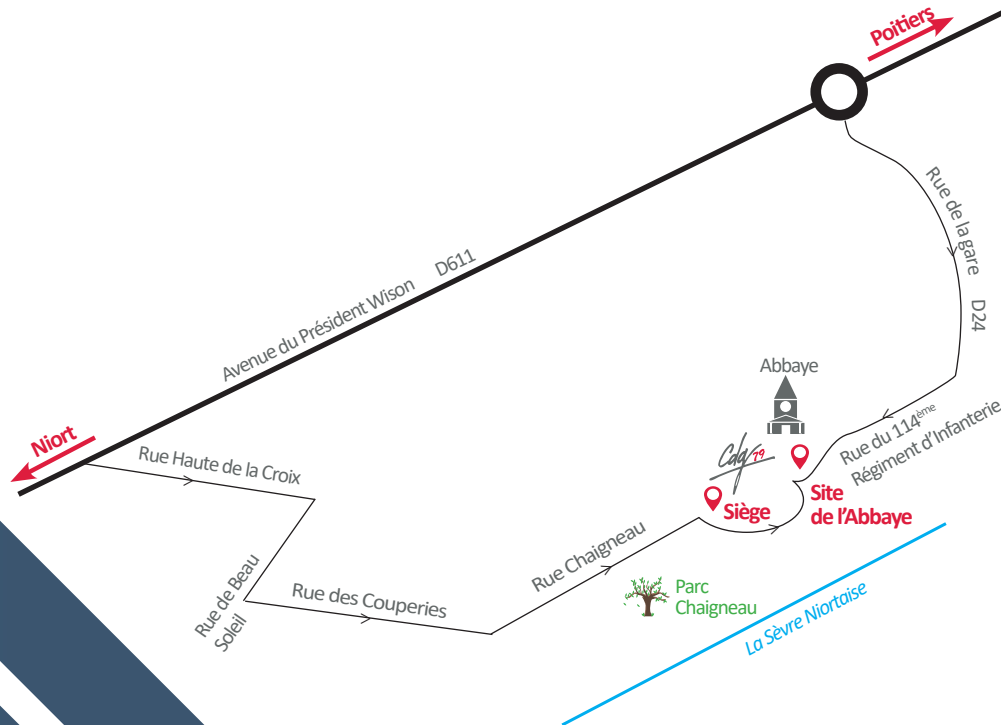 Poitiers
Rue de la gare
D24
Avenue du Président Wison
D611
Abbaye
Niort
Rue Haute de la Croix
Rue du 114ème
Régiment d'Infanterie
Cdg 79
Siège
Site
de l'Abbaye
Rue Chaigneau
Rue de Beau
Soleil
Rue des Couperies
Parc
Chaigneau
La Sèvre Niortaise